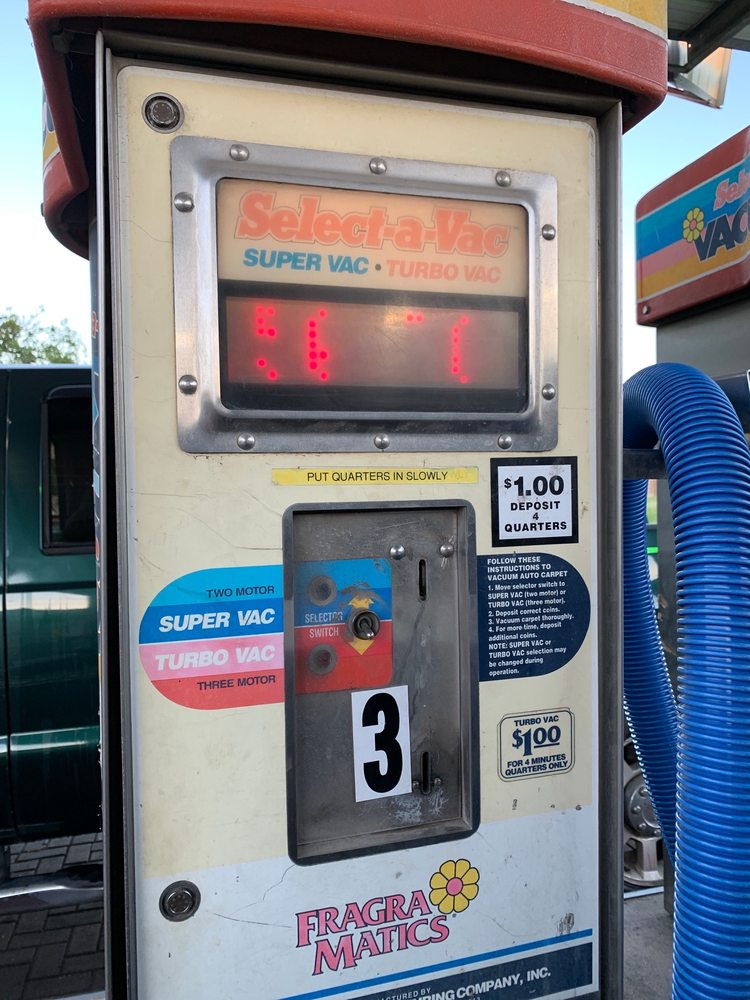 Select-a-Vac
SUPER VAC • TURBO VAC
Sel
VAC
PUT QUARTERS IN SLOWLY
$1.00
DEPOSIT
4
QUARTERS
TWO MOTOR
SUPER VAC
TURBO VAC
THREE MOTOR
SELECTOR
SWITCH
FOLLOW THESE
INSTRUCTIONS TO
VACUUM AUTO CARPET
1. Move selector switch to
SUPER VAC (two motor) or
TURBO VAC (three motor).
2. Deposit correct coins.
3. Vacuum carpet thoroughly.
4. For more time, deposit
additional coins.
NOTE: SUPER VAC or
TURBO VAC selection may
be changed during
operation.
3
TURBO VAC
$1.00
FOR 4 MINUTES
QUARTERS ONLY
FRAGRA
MATICS
COMPANY, INC.